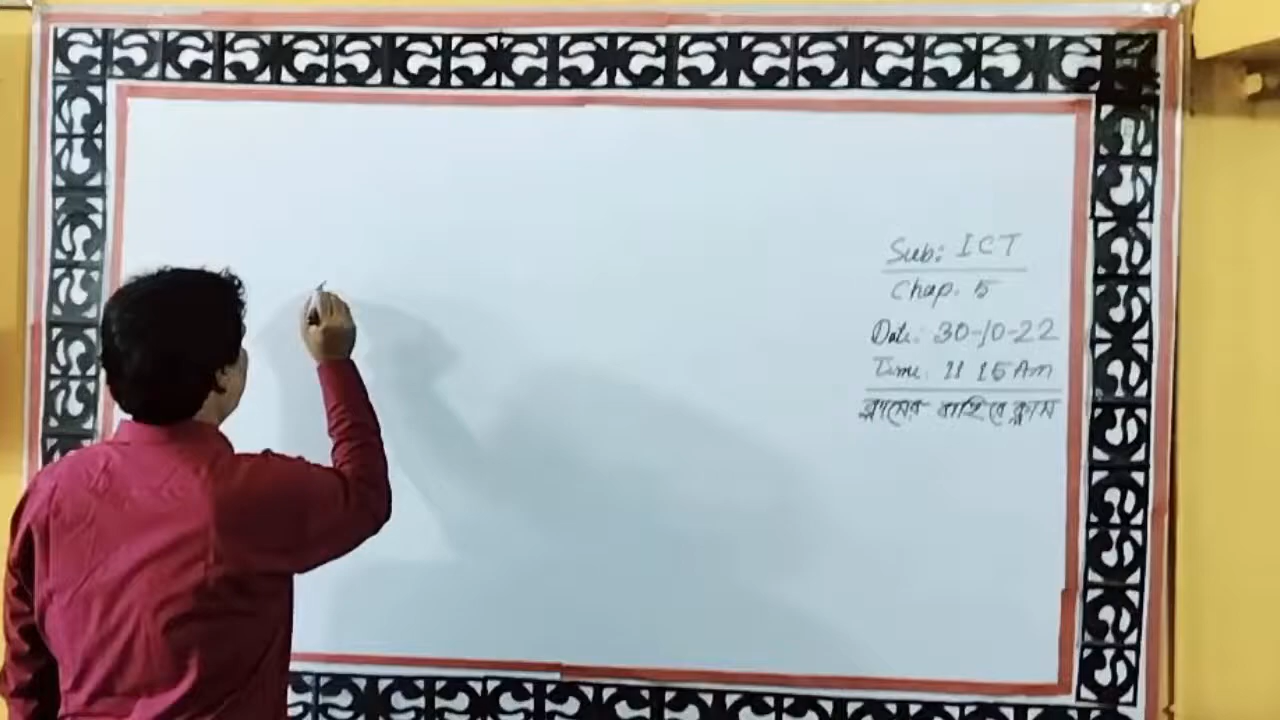 Sub: ICT
Chap. 5
Date: 30-10-22
Time: 11 15 Am
ক্লাসের বাহিরে ক্লাস